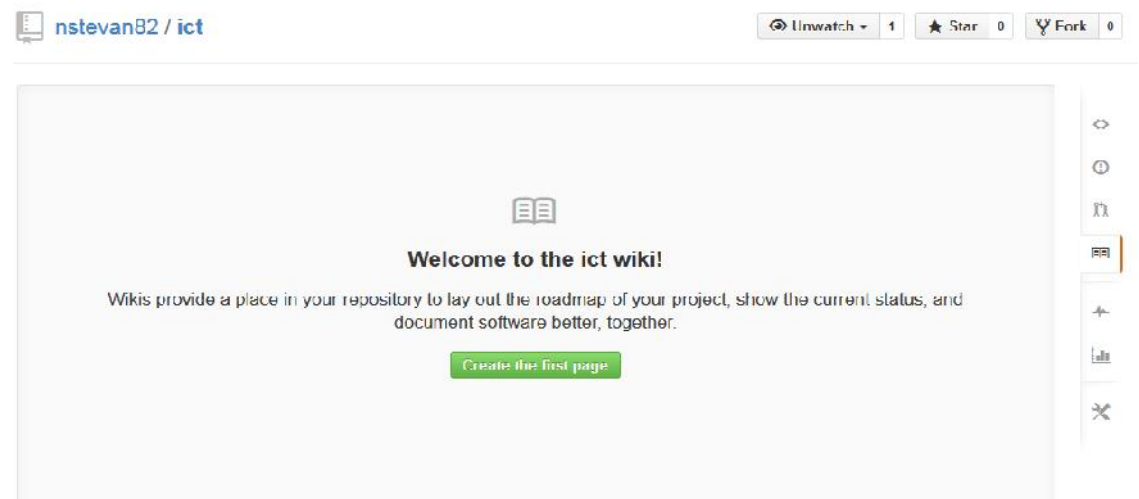 nstevan82 / ict
Unwatch 1 Star 0 Fork 0
Welcome to the ict wiki!
Wikis provide a place in your repository to lay out the roadmap of your project, show the current status, and
document software better, together.
Create the first page